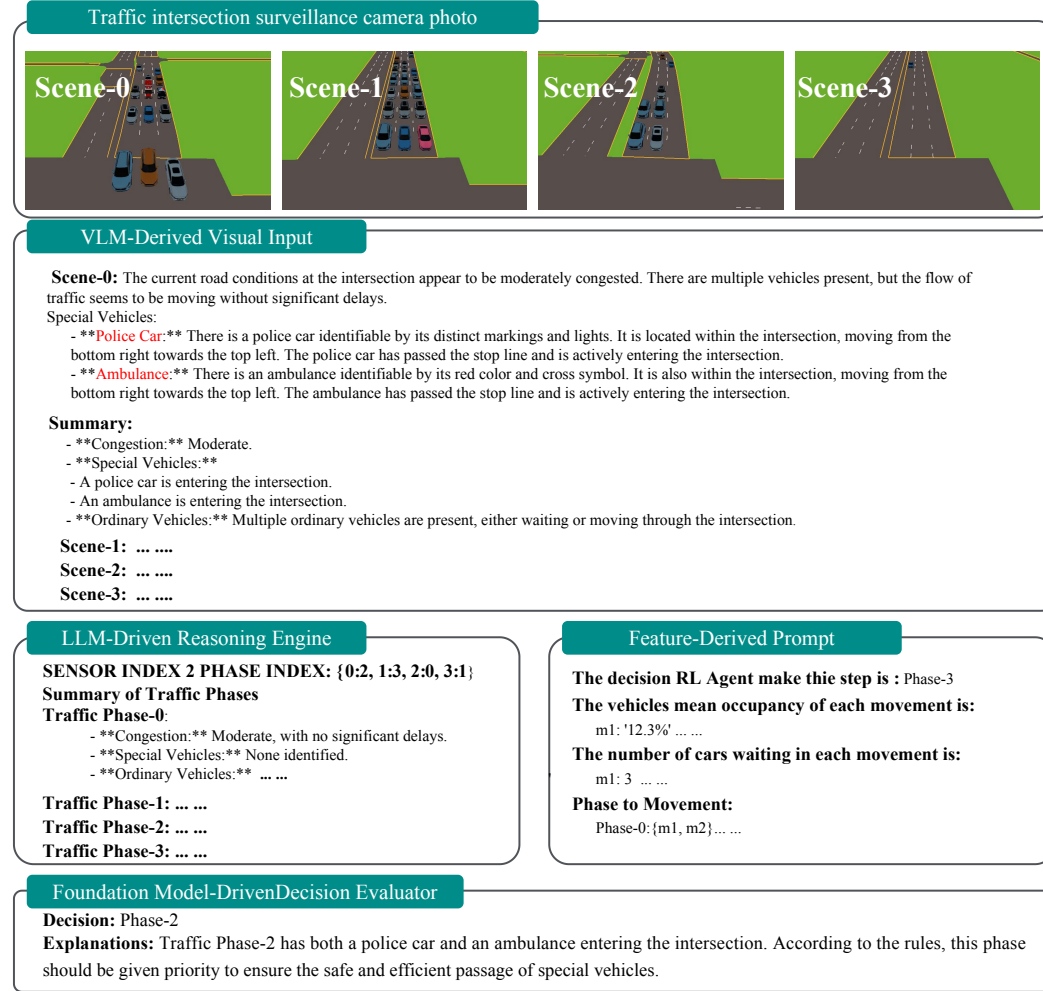 Traffic intersection surveillance camera photo
Scene-0
Scene-1
Scene-2
Scene-3
VLM-Derived Visual Input
Scene-0: The current road conditions at the intersection appear to be moderately congested. There are multiple vehicles present, but the flow of
traffic seems to be moving without significant delays.
Special Vehicles:
- **Police Car:** There is a police car identifiable by its distinct markings and lights. It is located within the intersection, moving from the
bottom right towards the top left. The police car has passed the stop line and is actively entering the intersection.
- **Ambulance:** There is an ambulance identifiable by its red color and cross symbol. It is also within the intersection, moving from the
bottom right towards the top left. The ambulance has passed the stop line and is actively entering the intersection.
Summary:
- **Congestion:** Moderate.
- **Special Vehicles:**
- A police car is entering the intersection.
- An ambulance is entering the intersection.
- **Ordinary Vehicles:** Multiple ordinary vehicles are present, either waiting or moving through the intersection.
Scene-1: ... ....
Scene-2: ... ....
Scene-3: ... ....
LLM-Driven Reasoning Engine
SENSOR INDEX 2 PHASE INDEX: {0:2, 1:3, 2:0, 3:1}
Summary of Traffic Phases
Traffic Phase-0:
- **Congestion:** Moderate, with no significant delays.
- **Special Vehicles:** None identified.
- **Ordinary Vehicles:** ... ...
Traffic Phase-1: ... ...
Traffic Phase-2: ... ...
Traffic Phase-3: ... ...
Feature-Derived Prompt
The decision RL Agent make thie step is : Phase-3
The vehicles mean occupancy of each movement is:
m1: '12.3%' ... ...
The number of cars waiting in each movement is:
m1: 3 ... ...
Phase to Movement:
Phase-0:{m1, m2}... ...
Foundation Model-DrivenDecision Evaluator
Decision: Phase-2
Explanations: Traffic Phase-2 has both a police car and an ambulance entering the intersection. According to the rules, this phase
should be given priority to ensure the safe and efficient passage of special vehicles.